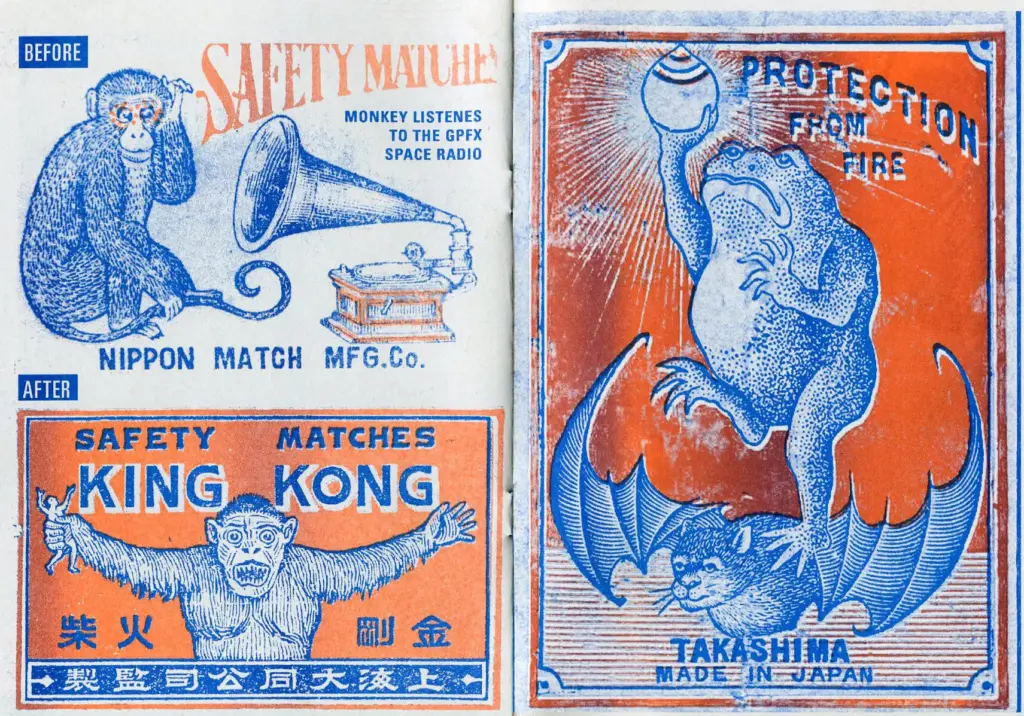 BEFORE
SAFETY MATCHES
MONKEY LISTENES
TO THE GPFX
SPACE RADIO
NIPPON MATCH MFG.Co.
AFTER
SAFETY MATCHES
KING KONG
金剛火柴
上海大同公司監製
PROTECTION
FROM
FIRE
TAKASHIMA
MADE IN JAPAN